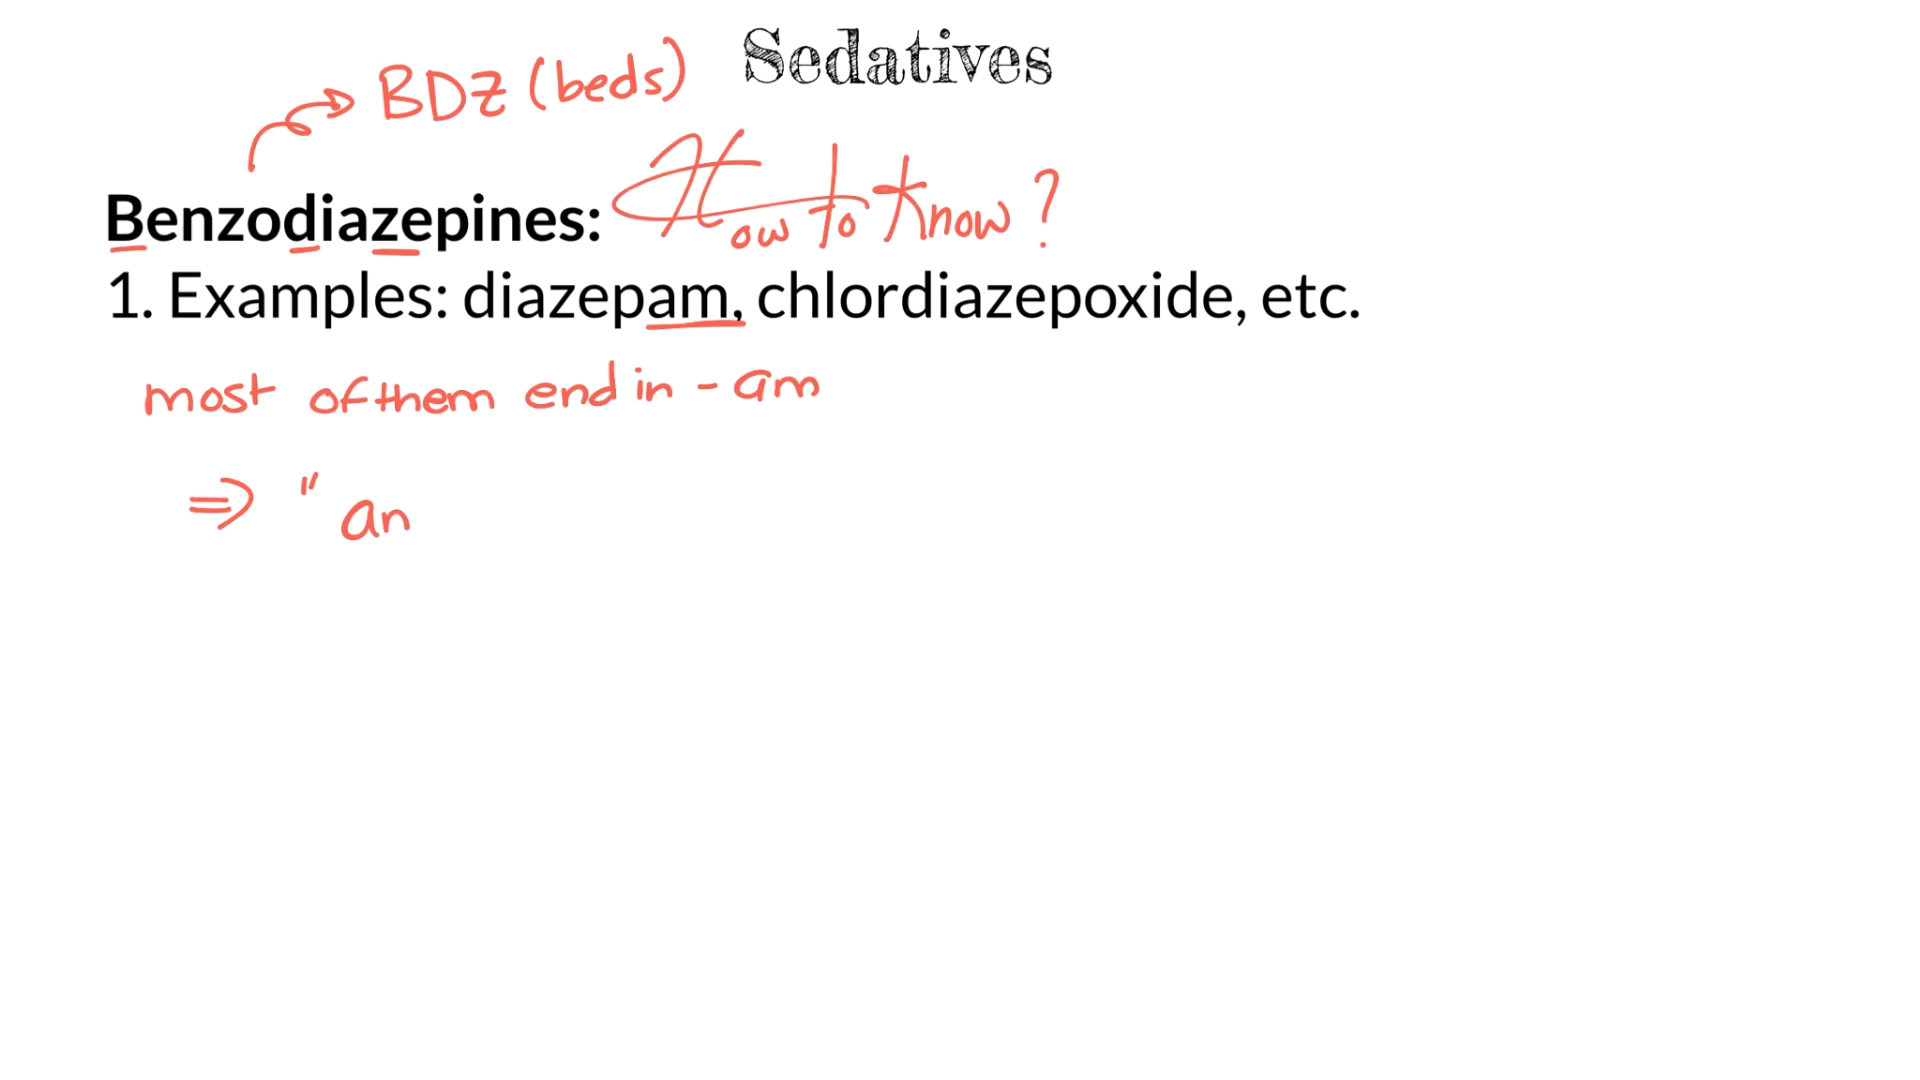 Sedatives
BDZ (beds)
Benzodiazepines: How to Know?
1. Examples: diazepam, chlordiazepoxide, etc.
most of them end in - am
⇒ " an